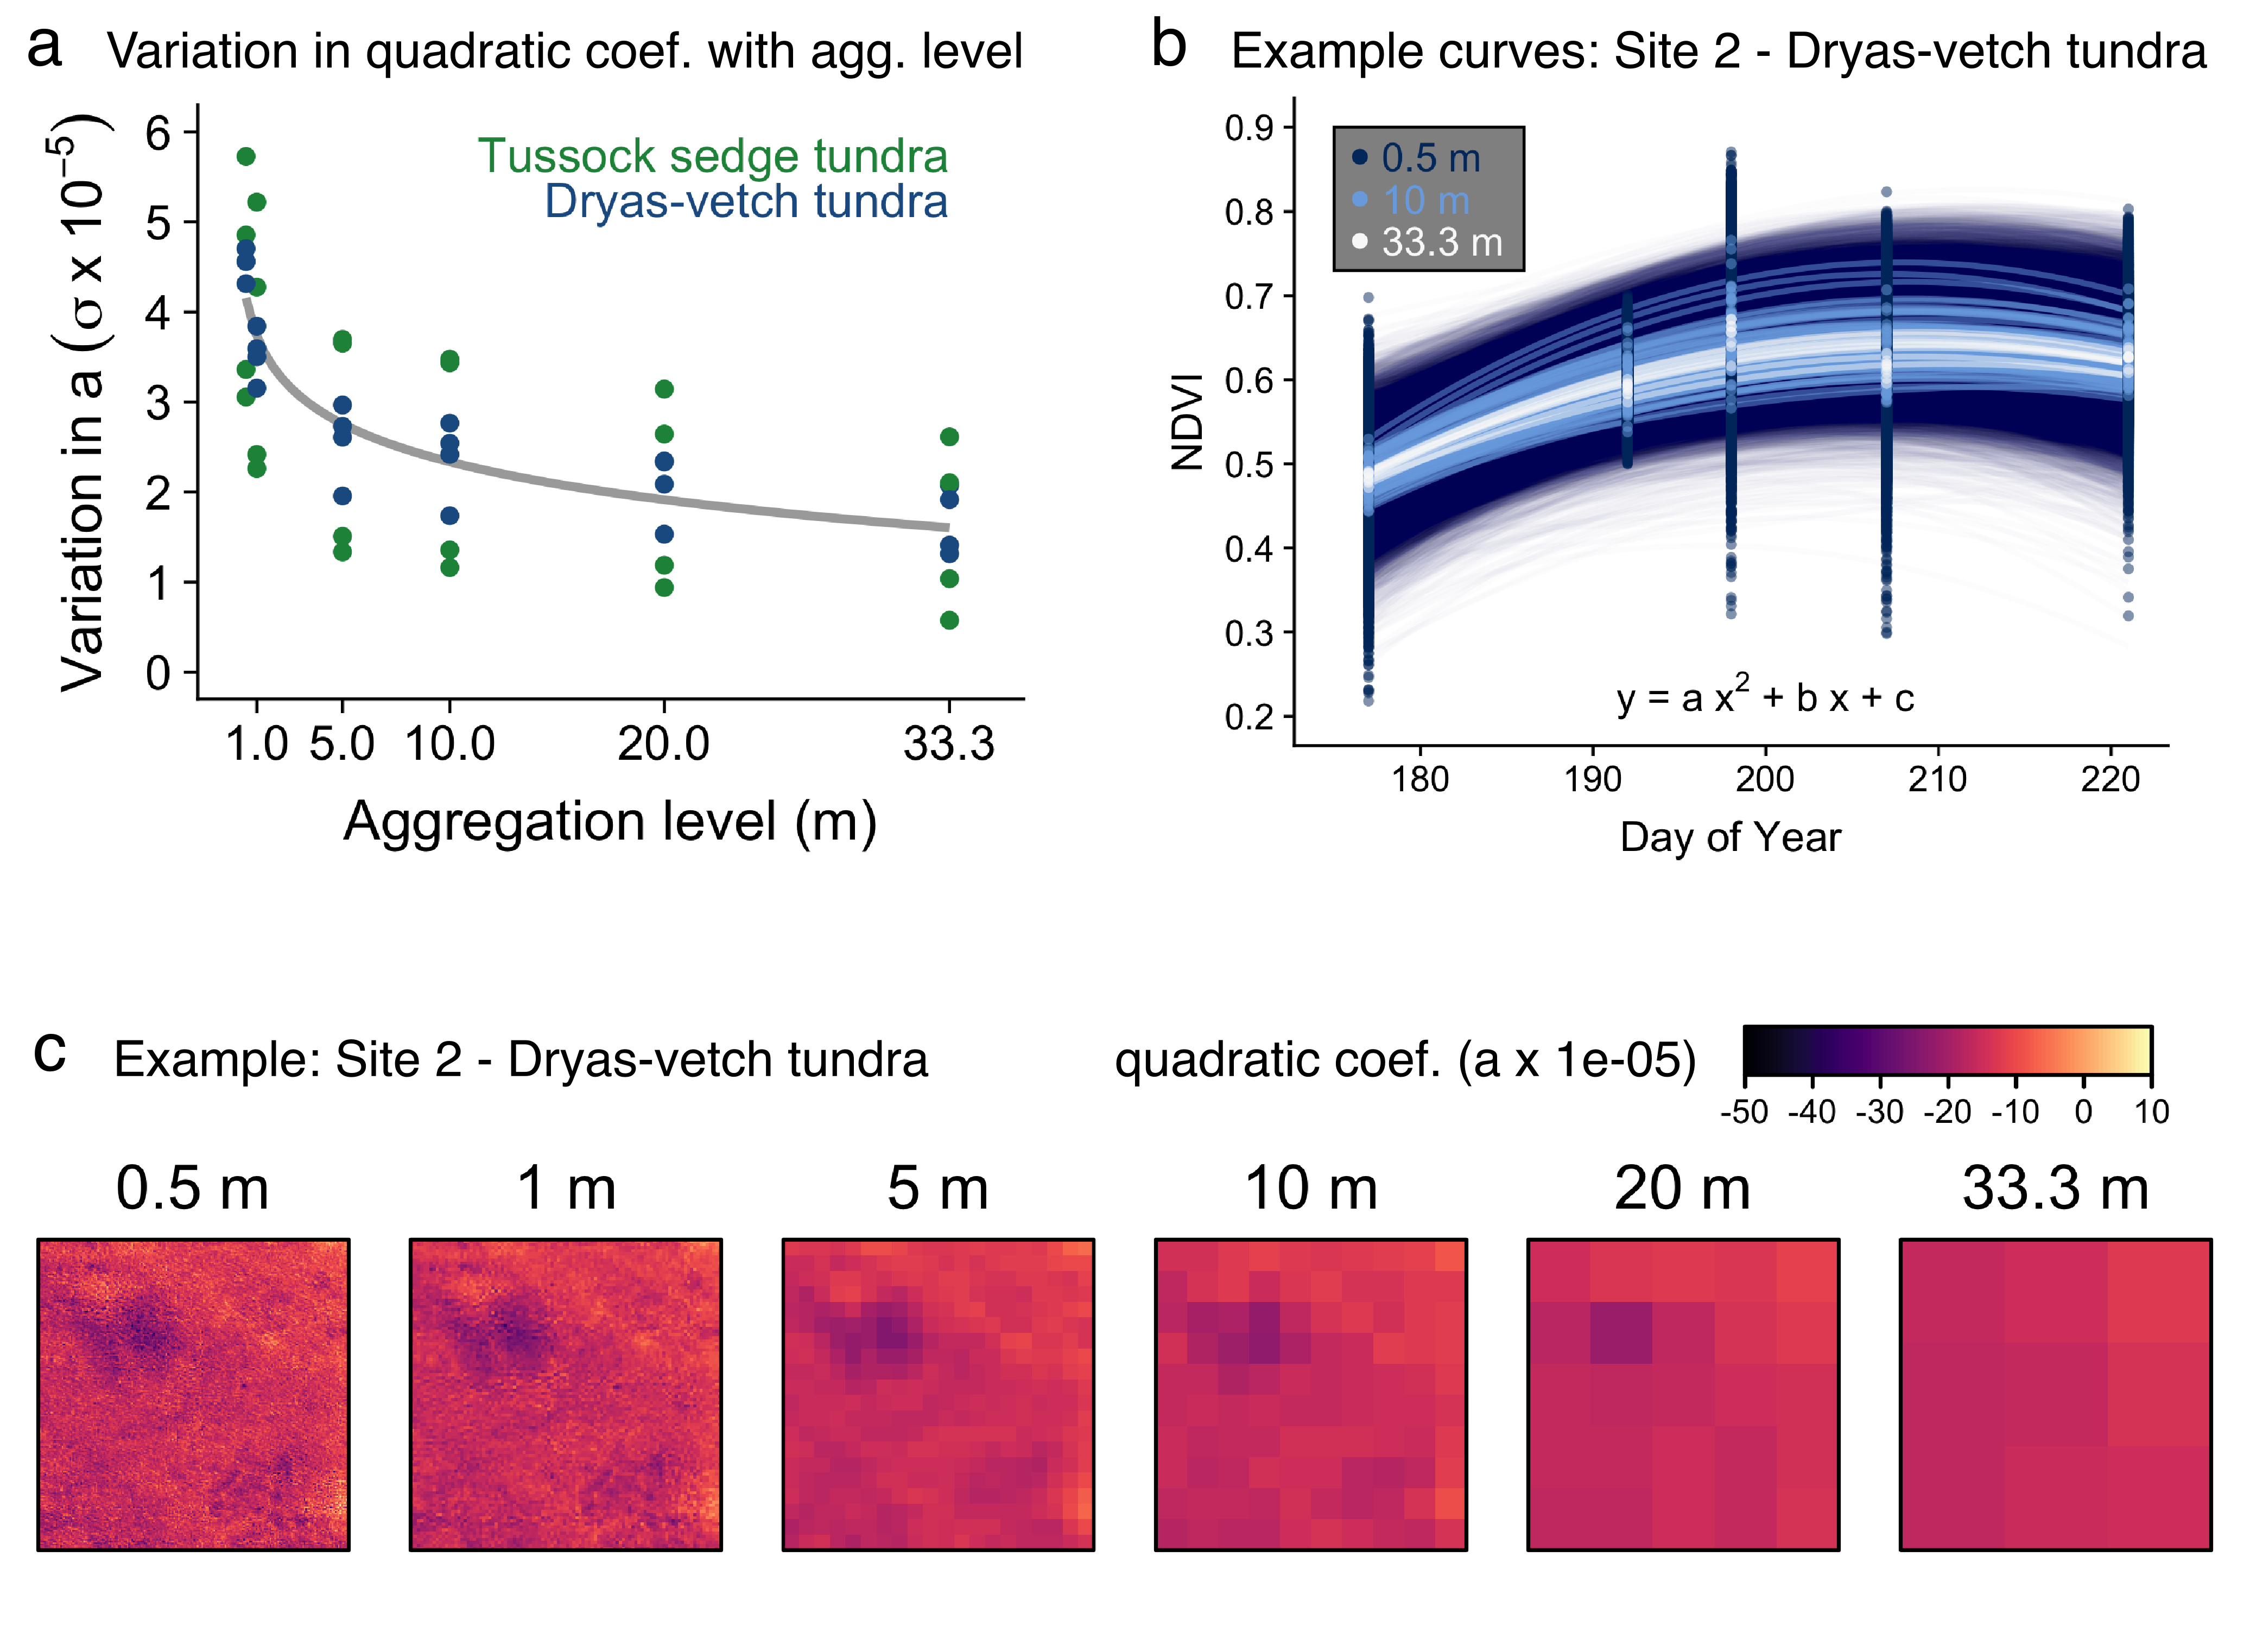 a Variation in quadratic coef. with agg. level
Variation in a (σ x 10⁻⁵)
6
5
4
3
2
1
0
Tussock sedge tundra
Dryas-vetch tundra
1.0 5.0 10.0 20.0 33.3
Aggregation level (m)
b Example curves: Site 2 - Dryas-vetch tundra
NDVI
0.9
0.8
0.7
0.6
0.5
0.4
0.3
0.2
0.5 m
10 m
33.3 m
y = a x² + b x + c
180 190 200 210 220
Day of Year
c Example: Site 2 - Dryas-vetch tundra
quadratic coef. (a x 1e-05)
-50 -40 -30 -20 -10 0 10
0.5 m 1 m 5 m 10 m 20 m 33.3 m